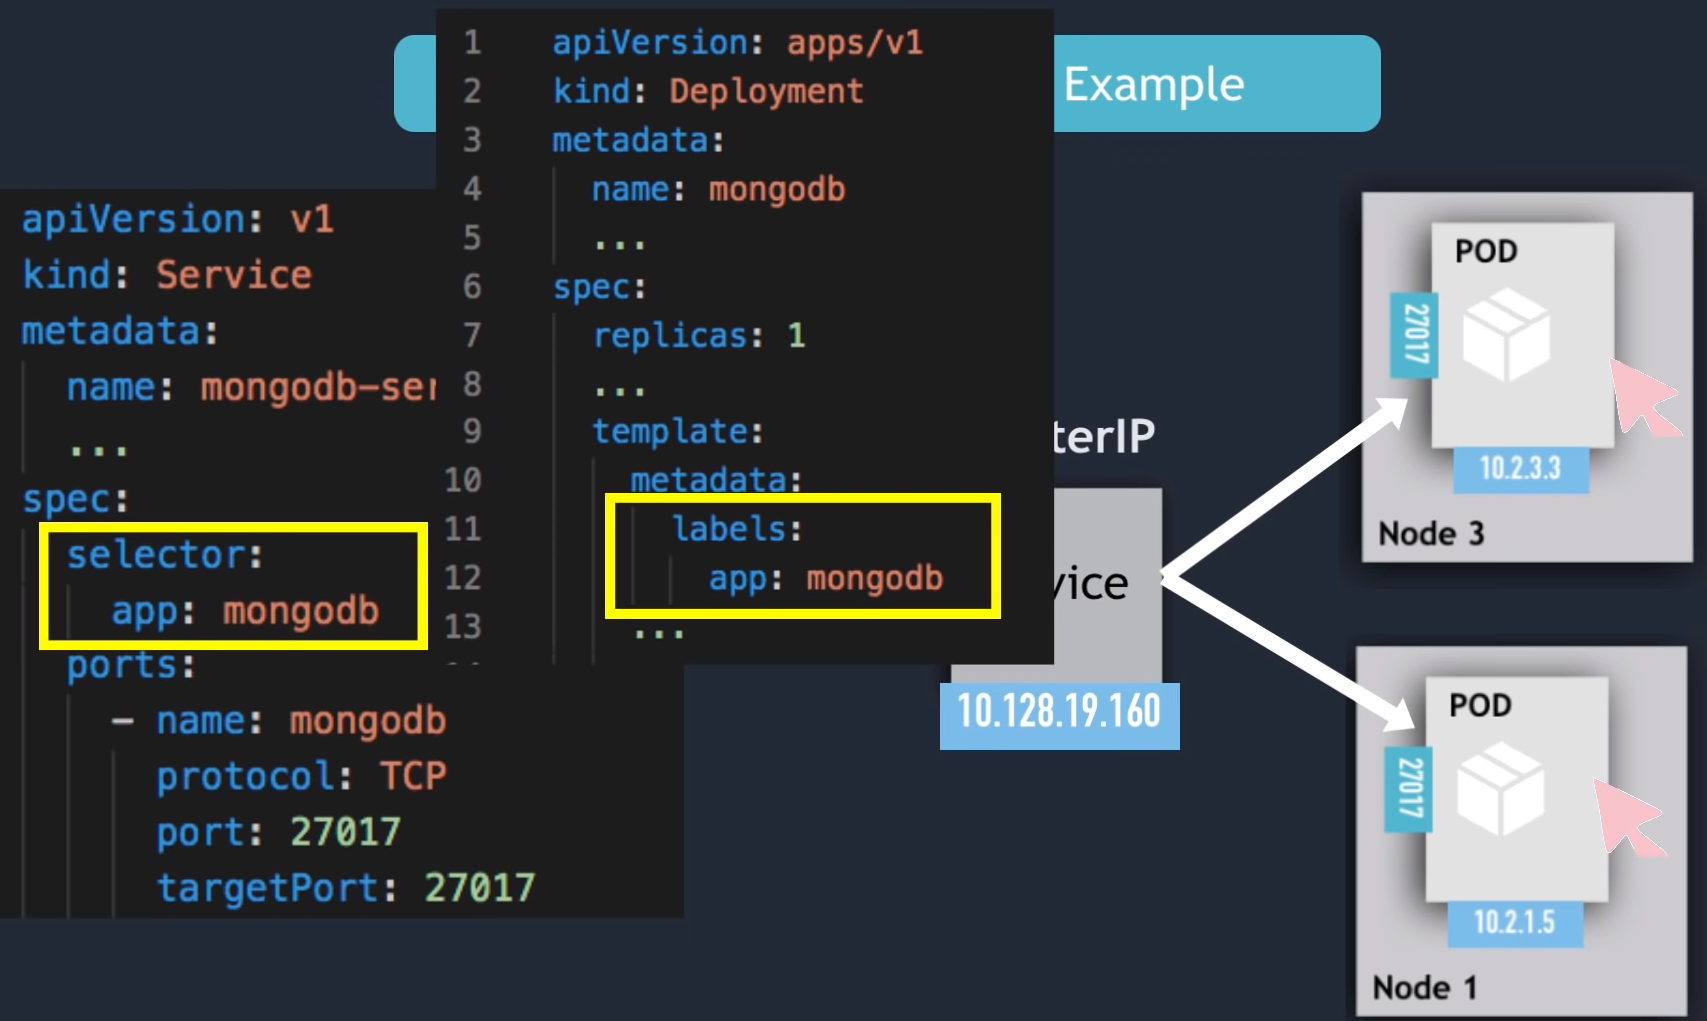 Example
apiVersion: v1
kind: Service
metadata:
name: mongodb-ser
...
spec:
selector:
app: mongodb
ports:
- name: mongodb
protocol: TCP
port: 27017
targetPort: 27017
1 apiVersion: apps/v1
2 kind: Deployment
3 metadata:
4 name: mongodb
5 ...
6 spec:
7 replicas: 1
8 ...
9 template:
10 metadata:
11 labels:
12 app: mongodb
13 ...
terIP
vice
10.128.19.160
POD
27017
10.2.3.3
Node 3
POD
27017
10.2.1.5
Node 1